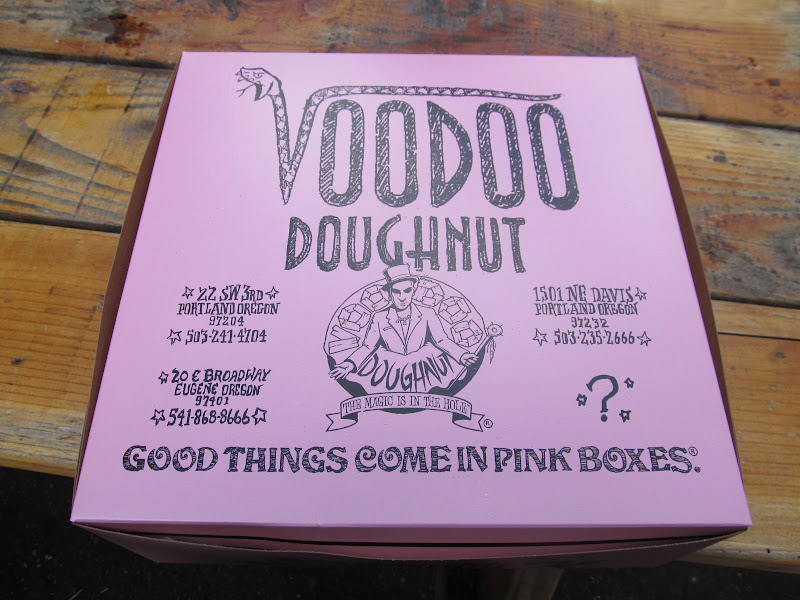 VOODOO
DOUGHNUT
22 SW 3RD
PORTLAND OREGON
97204
503-241-4704
1501 NE DAVIS
PORTLAND OREGON
97232
503-235-2666
20 E BROADWAY
EUGENE OREGON
97401
541-868-8666
DOUGHNUT
THE MAGIC IS IN THE HOLE
®
?
GOOD THINGS COME IN PINK BOXES.®